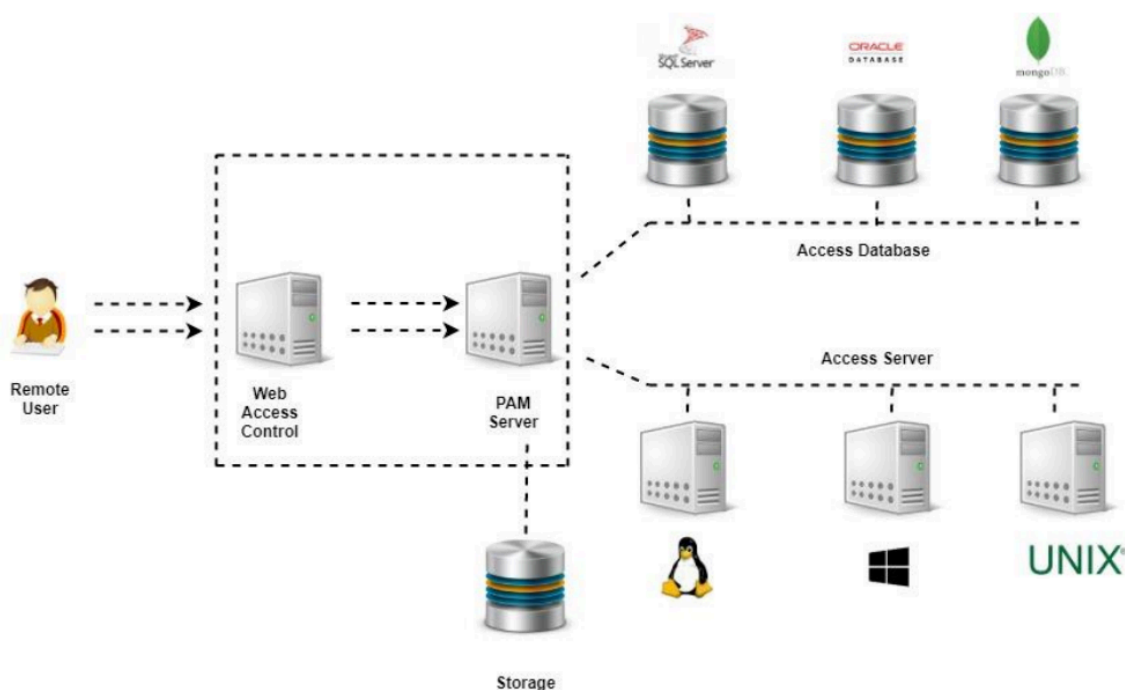 SQL Server
ORACLE
DATABASE
mongoDB
Access Database
Access Server
Remote
User
Web
Access
Control
PAM
Server
UNIX
Storage